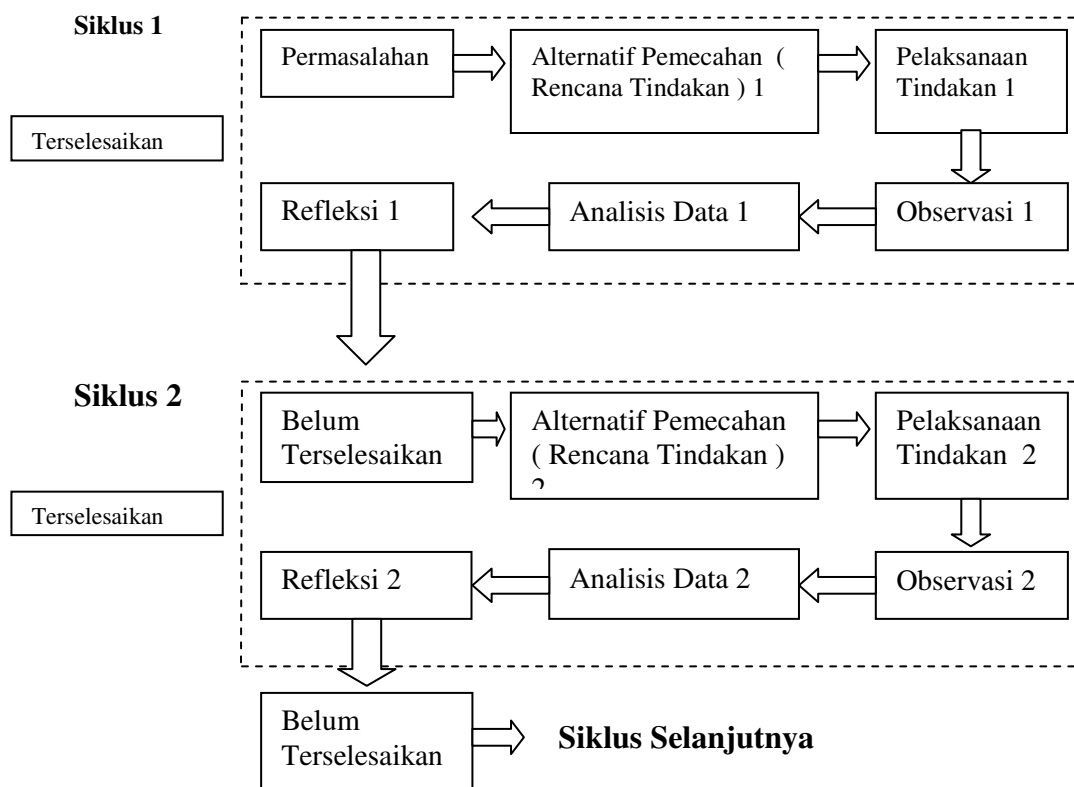 Siklus 1
Permasalahan
Alternatif Pemecahan (
Rencana Tindakan ) 1
Pelaksanaan
Tindakan 1
Terselesaikan
Refleksi 1
Analisis Data 1
Observasi 1
Siklus 2
Belum
Terselesaikan
Alternatif Pemecahan
( Rencana Tindakan )
2
Pelaksanaan
Tindakan 2
Terselesaikan
Refleksi 2
Analisis Data 2
Observasi 2
Belum
Terselesaikan
Siklus Selanjutnya